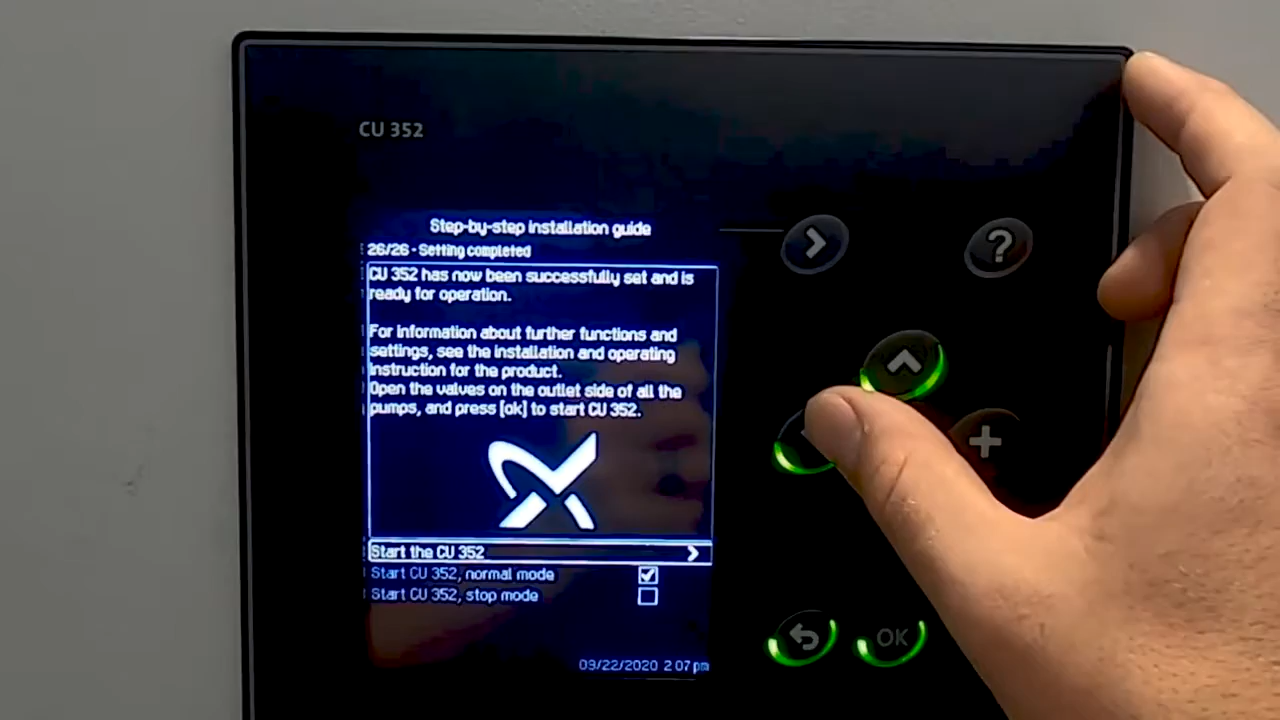 CU 352
Step-by-step installation guide
26/26 - Setting completed
CU 352 has now been successfully set and is
ready for operation.
For information about further functions and
settings, see the installation and operating
instruction for the product.
Open the valves on the outlet side of all the
pumps, and press [ok] to start CU 352.
Start the CU 352
Start CU 352, normal mode
Start CU 352, stop mode
09/22/2020 2:07pm
?
+
OK